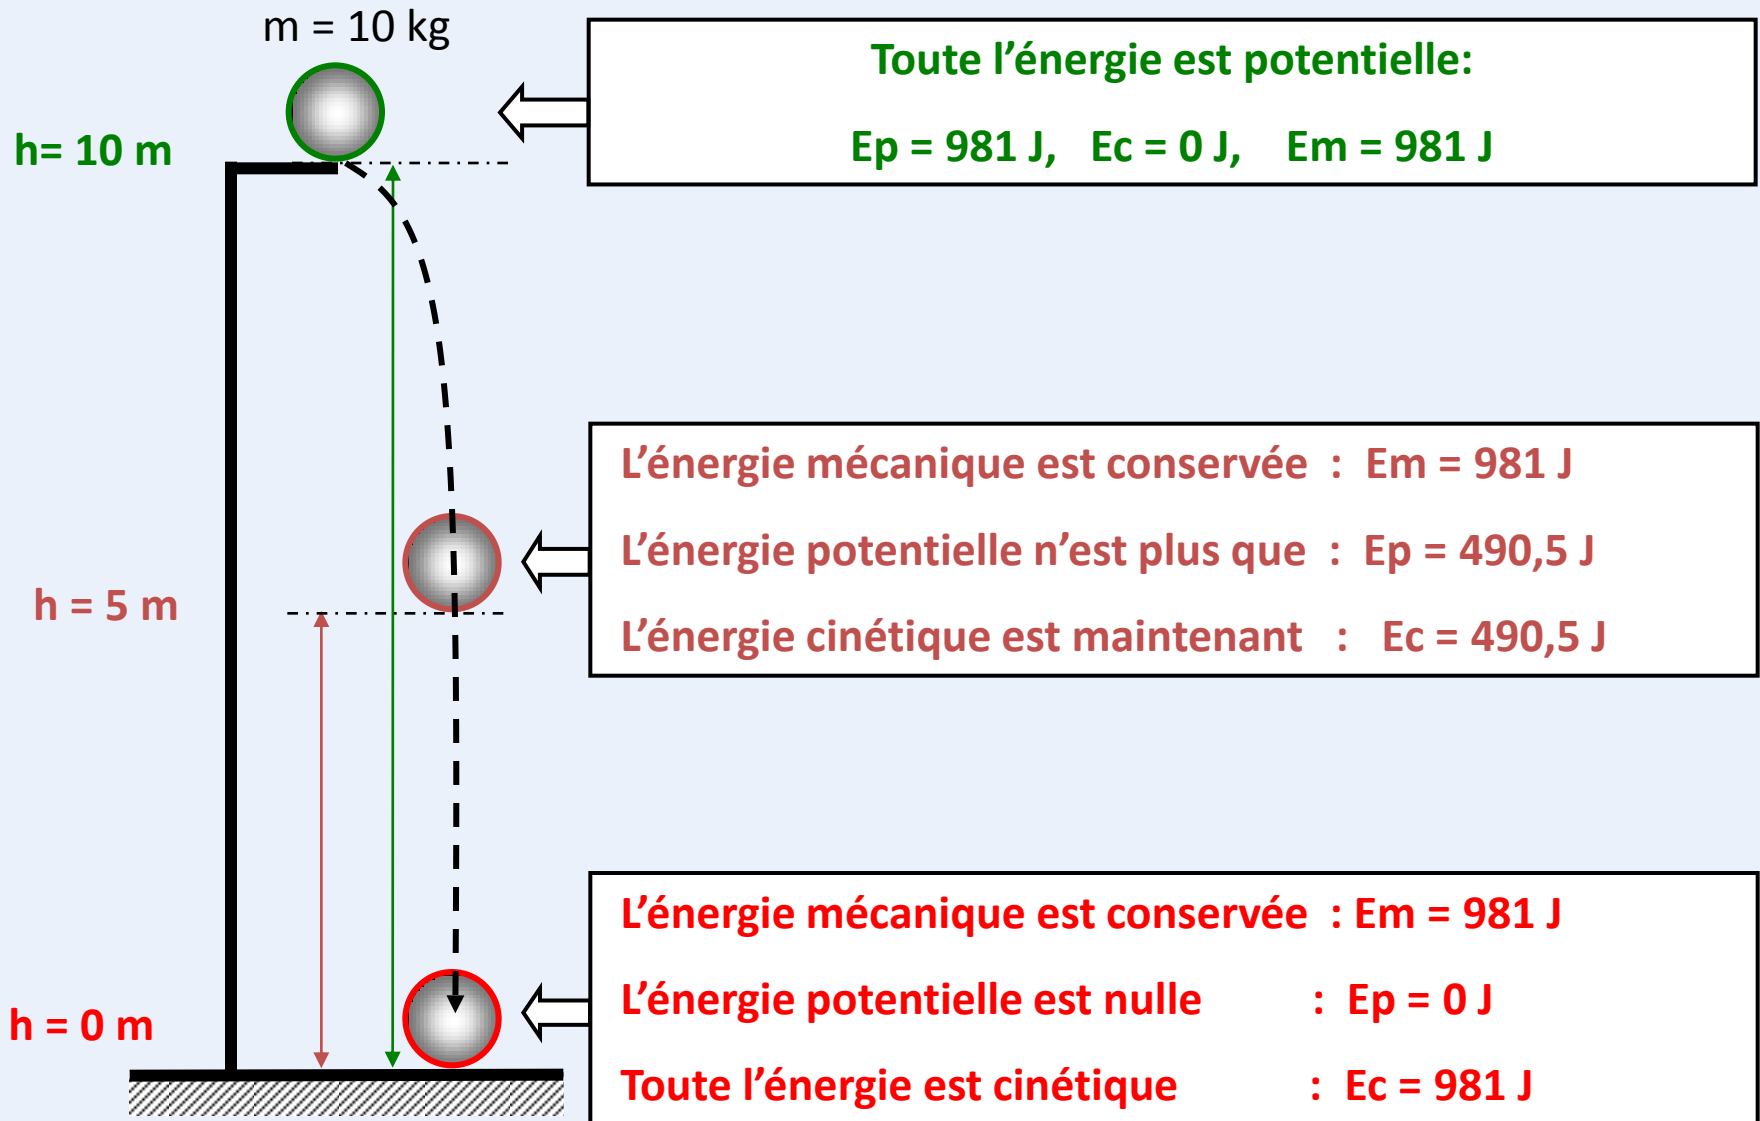 m = 10 kg
Toute l’énergie est potentielle:
Ep = 981 J, Ec = 0 J, Em = 981 J
h= 10 m
L’énergie mécanique est conservée : Em = 981 J
L’énergie potentielle n’est plus que : Ep = 490,5 J
h = 5 m
L’énergie cinétique est maintenant : Ec = 490,5 J
L’énergie mécanique est conservée : Em = 981 J
L’énergie potentielle est nulle : Ep = 0 J
h = 0 m
Toute l’énergie est cinétique : Ec = 981 J